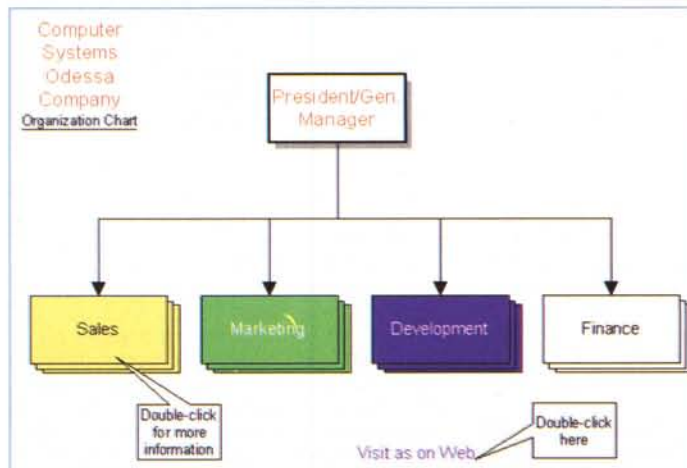 Computer
Systems
Odessa
Company
Organization Chart
President/Gen.
Manager
Sales
Marketing
Development
Finance
Double-click
for more
information
Visit as on Web
Double-click
here